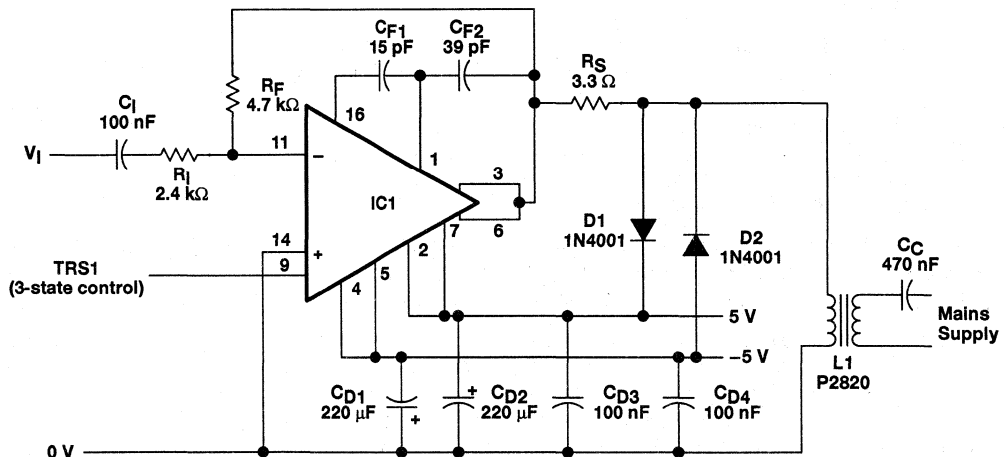 CF1
15 pF
CF2
39 pF
RS
3.3 Ω
RF
4.7 kΩ
CI
100 nF
16
VI
11
−
1
RI
2.4 kΩ
IC1
3
6
14
+
9
TRS1
(3-state control)
7
2
5
4
D1
1N4001
D2
1N4001
CC
470 nF
5 V
−5 V
Mains
Supply
L1
P2820
CD1
220 μF
+
+
CD2
220 μF
CD3
100 nF
CD4
100 nF
0 V